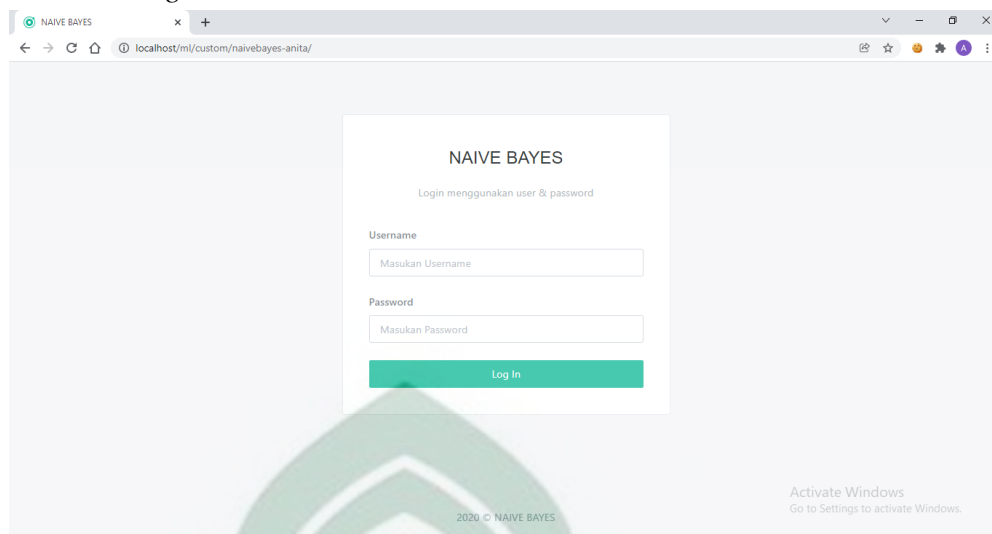 NAIVE BAYES
localhost/ml/custom/naivebayes-anita/
A
NAIVE BAYES
Login menggunakan user & password
Username
Masukan Username
Password
Masukan Password
Log In
Activate Windows
Go to Settings to activate Windows.
2020 © NAIVE BAYES